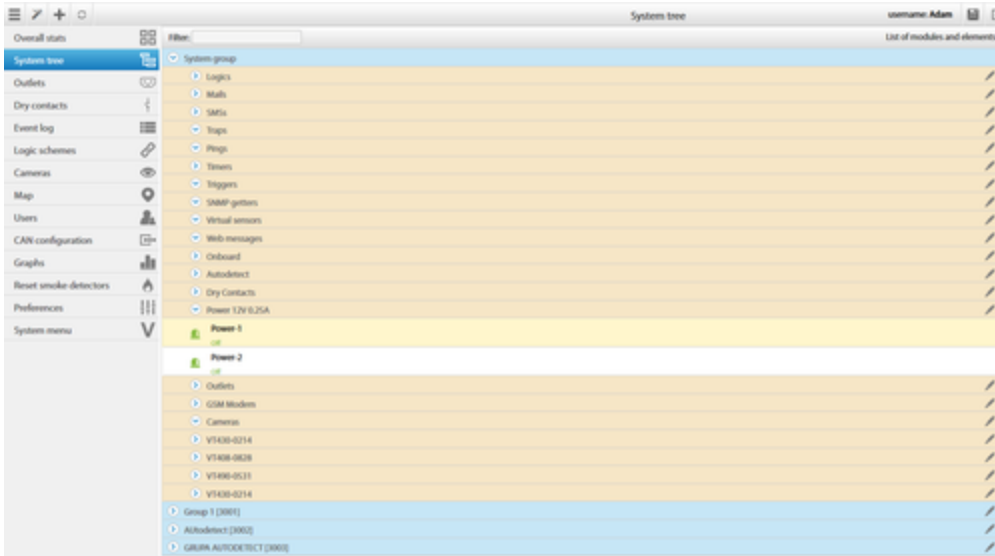 System tree
username: Adam
Overall stats
Filter:
List of modules and elements
System tree
System group
Logics
Outlets
Mails
Dry contacts
SMSs
Event log
Traps
Logic schemes
Pings
Cameras
Timers
Map
Triggers
SNMP getters
Users
Virtual sensors
CAN configuration
Web messages
Graphs
Onboard
Reset smoke detectors
Autodetect
Dry Contacts
Preferences
Power 12V 0.25A
System menu
Power-1
Off
Power-2
Off
Outlets
GSM Modem
Cameras
VT430-0214
VT408-0828
VT490-0531
VT430-0214
Group 1 [3001]
AUtodetect [3002]
GRUPA AUTODETECT [3003]